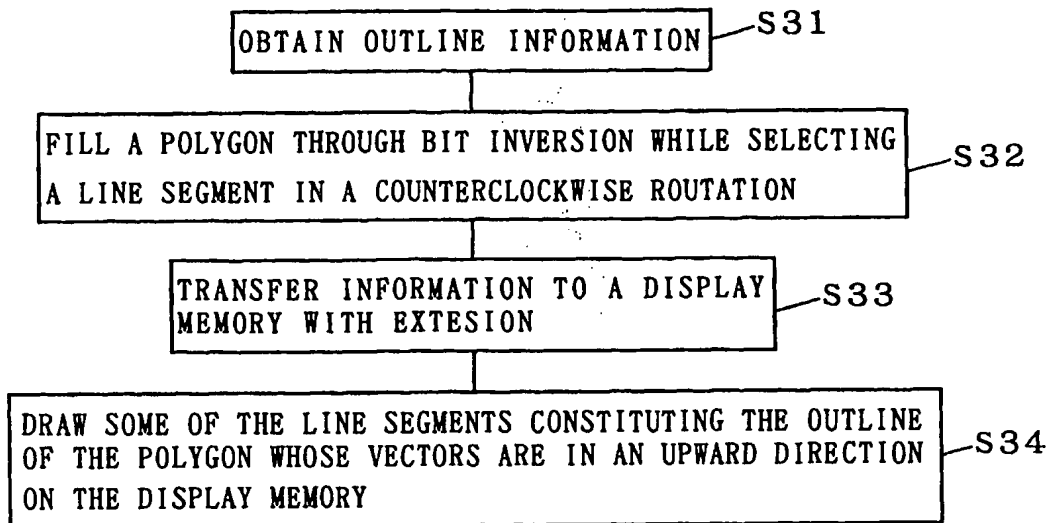 OBTAIN OUTLINE INFORMATION
S31
FILL A POLYGON THROUGH BIT INVERSION WHILE SELECTING
A LINE SEGMENT IN A COUNTERCLOCKWISE ROUTATION
S32
TRANSFER INFORMATION TO A DISPLAY
MEMORY WITH EXTESION
S33
DRAW SOME OF THE LINE SEGMENTS CONSTITUTING THE OUTLINE
OF THE POLYGON WHOSE VECTORS ARE IN AN UPWARD DIRECTION
ON THE DISPLAY MEMORY
S34